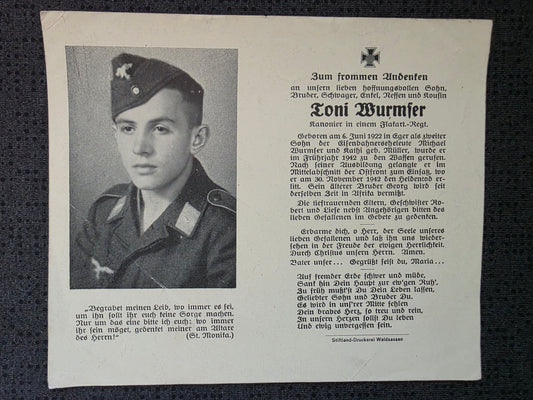 „Begrabet meinen Leib, wo immer es sei,
um ihn sollt ihr euch keine Sorge machen.
Nur um das eine bitte ich euch: wo immer
ihr sein möget, gedenket meiner am Altare
des Herrn!" (St. Monika.)
Zum frommen Andenken
an unsern lieben hoffnungsvollen Sohn,
Bruder, Schwager, Enkel, Neffen und Kousin
Toni Wurmser
Kanonier in einem Flakart.-Regt.
Geboren am 6. Juni 1922 in Eger als zweiter
Sohn der Eisenbahnerseheleute Michael
Wurmser und Kathi geb. Müller, wurde er
im Frühjahr 1942 zu den Waffen gerufen.
Nach seiner Ausbildung gelangte er im
Mittelabschnitt der Ostfront zum Einsatz, wo
er am 30. November 1942 den Heldentod er-
litt. Sein älterer Bruder Georg wird seit
derselben Zeit in Afrika vermißt.
Die tieftrauernden Eltern, Geschwister Ro-
bert und Liese nebst Angehörigen bitten des
lieben Gefallenen im Gebete zu gedenken.
Erbarme dich, o Herr, der Seele unseres
lieben Gefallenen und laß ihn uns wieder-
sehen in der Freude der ewigen Herrlichkeit.
Durch Christus unsern Herrn. Amen.
Vater unser... Gegrüßt seist du, Maria...
Auf fremder Erde schwer und müde,
Sank hin Dein Haupt zur ew'gen Ruh'.
Zu früh mußt'st Du Dein Leben lassen,
Geliebter Sohn und Bruder Du.
Es wird in uns'rer Mitte fehlen
Dein braves Herz, so treu und rein,
In unsern Herzen sollst Du leben
Und ewig unvergessen sein.
Stiftland-Druckerei Waldsassen